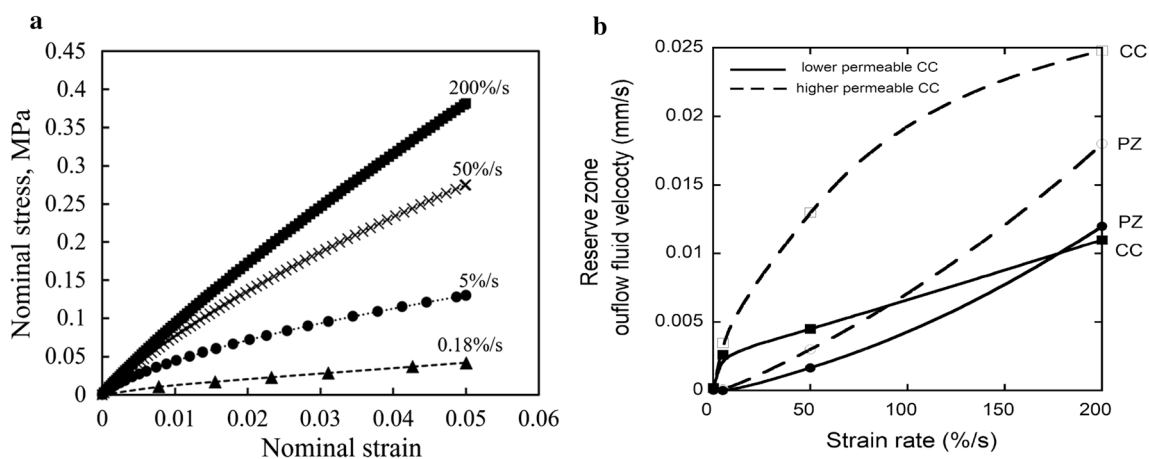 a
Nominal stress, MPa
0.45
0.4
0.35
0.3
0.25
0.2
0.15
0.1
0.05
0
200%/s
50%/s
5%/s
0.18%/s
0 0.01 0.02 0.03 0.04 0.05 0.06
Nominal strain
b
Reserve zone
ouflow fluid velcocty (mm/s)
0.025
0.02
0.015
0.01
0.005
0
lower permeable CC
higher permeable CC
CC
PZ
PZ
CC
0 50 100 150 200
Strain rate (%/s)